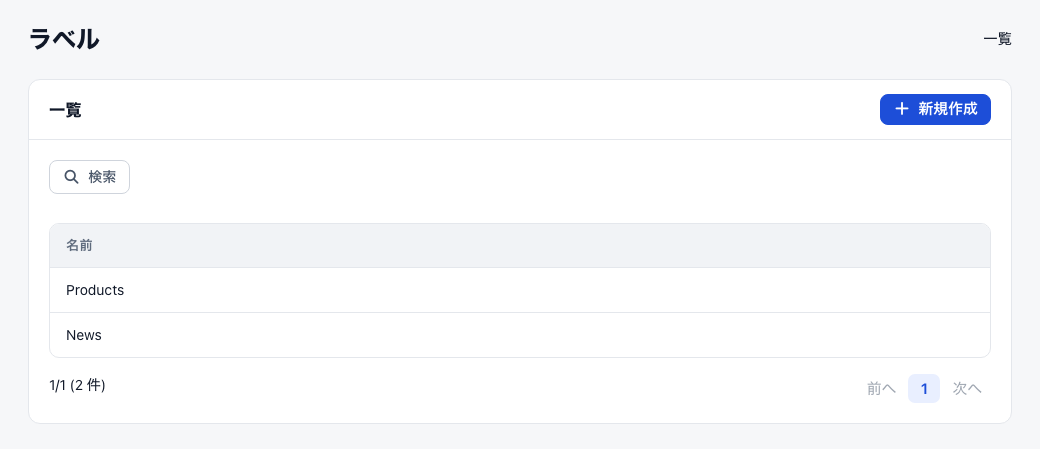 ラベル
一覧
一覧
新規作成
検索
名前
Products
News
1/1 (2 件)
前へ 1 次へ